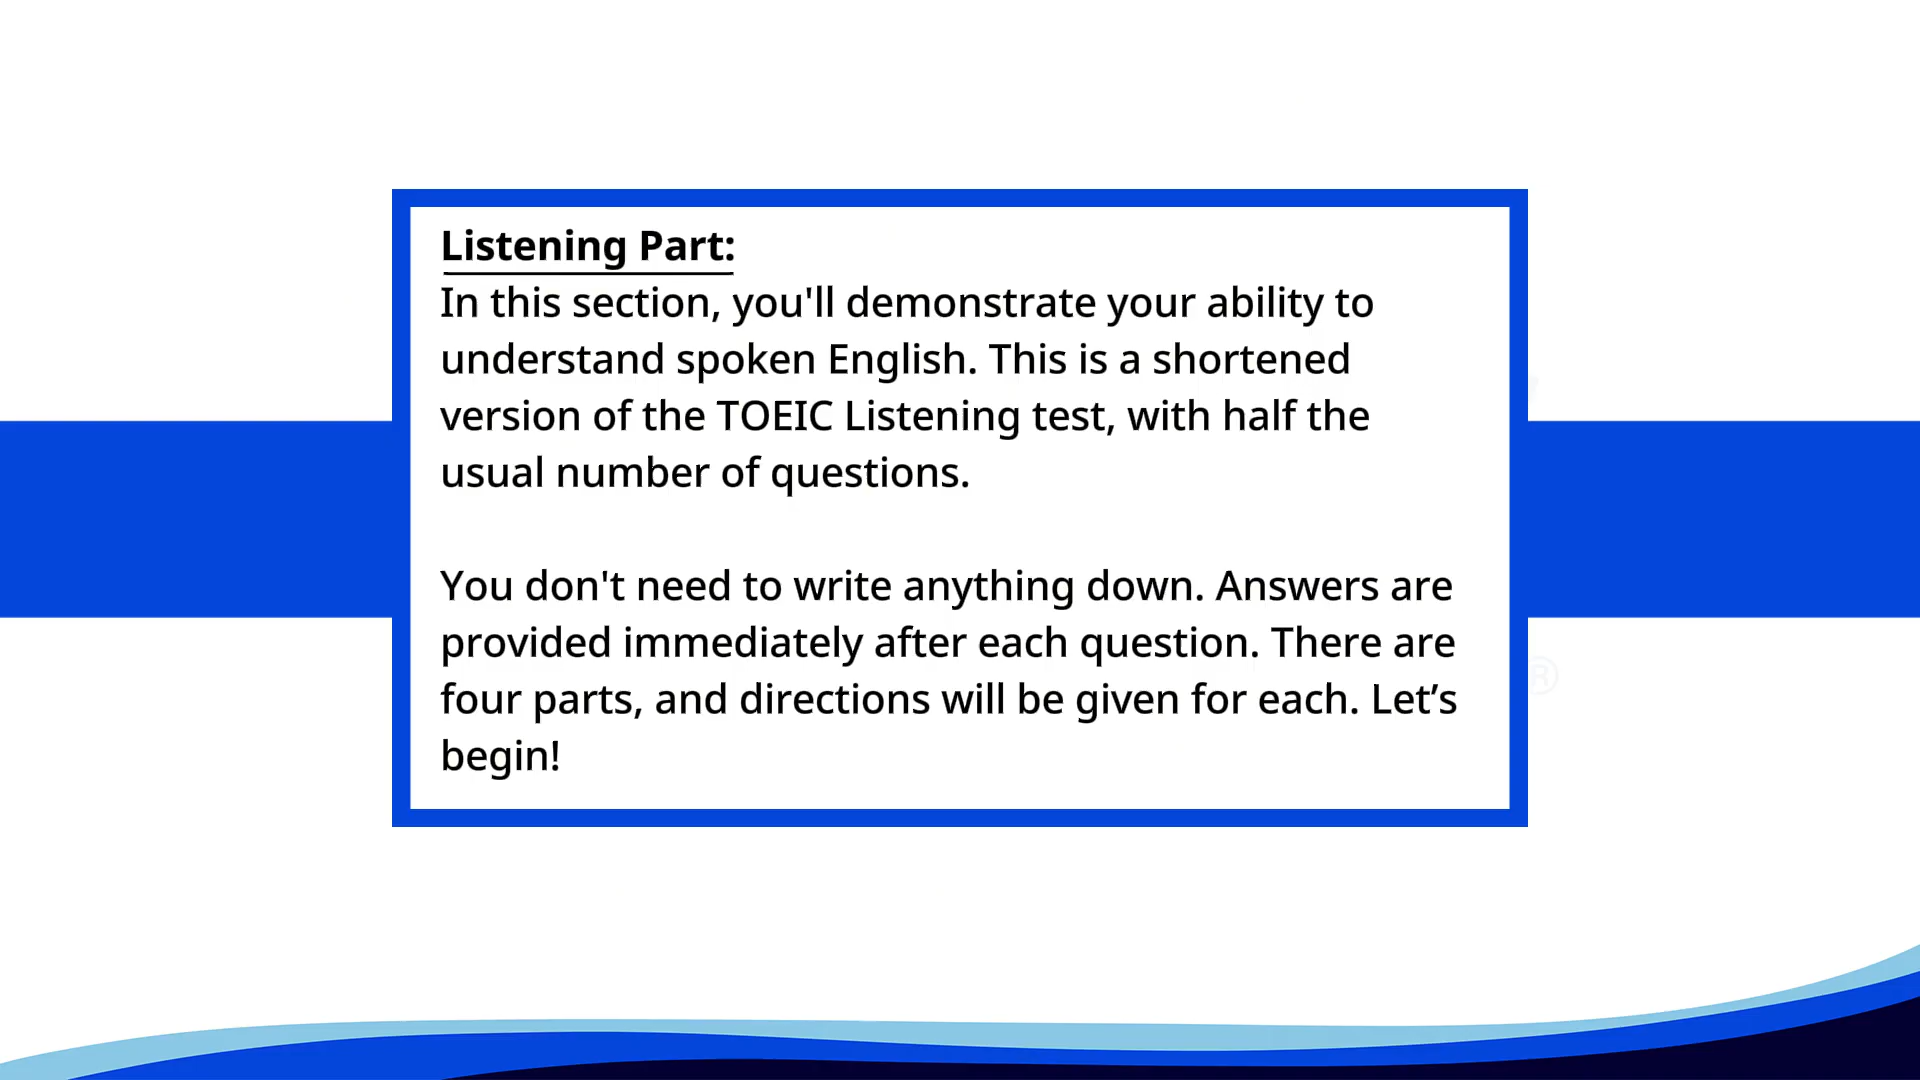 Listening Part:
In this section, you'll demonstrate your ability to
understand spoken English. This is a shortened
version of the TOEIC Listening test, with half the
usual number of questions.
You don't need to write anything down. Answers are
provided immediately after each question. There are
four parts, and directions will be given for each. Let’s
begin!
®